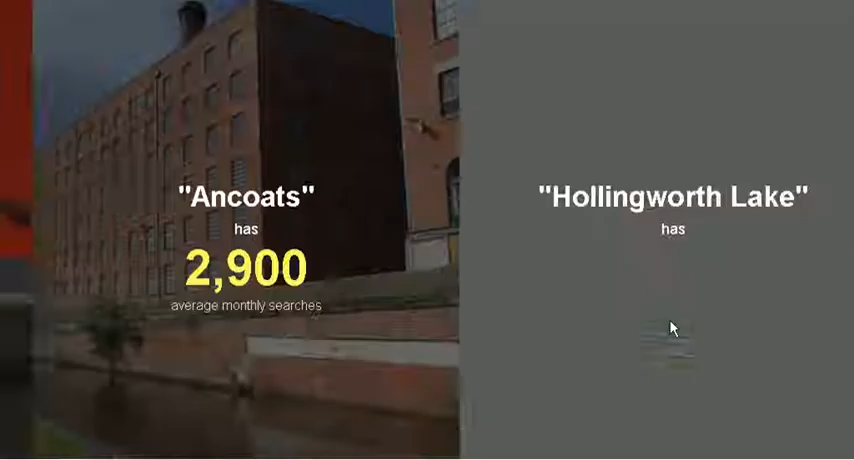 "Ancoats"
has
2,900
average monthly searches
"Hollingworth Lake"
has